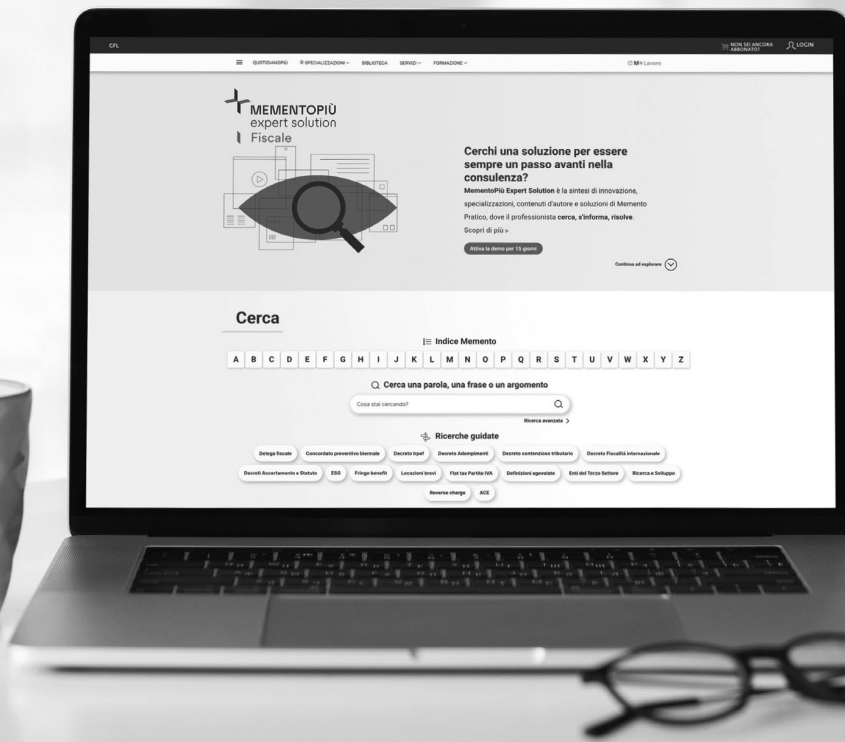 CFL
NON SEI ANCORA
ABBONATO?
LOGIN
QUOTIDIANOPIÙ
SPECIALIZZAZIONI
BIBLIOTECA
SERVIZI
FORMAZIONE
M+ Lavoro
MEMENTOPIÙ
expert solution
Fiscale
Cerchi una soluzione per essere
sempre un passo avanti nella
consulenza?
MementoPiù Expert Solution è la sintesi di innovazione,
specializzazioni, contenuti d'autore e soluzioni di Memento
Pratico, dove il professionista cerca, s'informa, risolve.
Scopri di più >
Attiva la demo per 15 giorni
Continua ad esplorare
Cerca
Indice Memento
A B C D E F G H I J K L M N O P Q R S T U V W X Y Z
Cerca una parola, una frase o un argomento
Cosa stai cercando?
Ricerca avanzata >
Ricerche guidate
Delega fiscale Concordato preventivo biennale Decreto Irpef Decreto Adempimenti Decreto contenzioso tributario Decreto Fiscalità internazionale
Decreti Accertamento e Statuto ESG Fringe benefit Locazioni brevi Flat tax Partite IVA Definizioni agevolate Enti del Terzo Settore Ricerca e Sviluppo
Reverse charge ACE